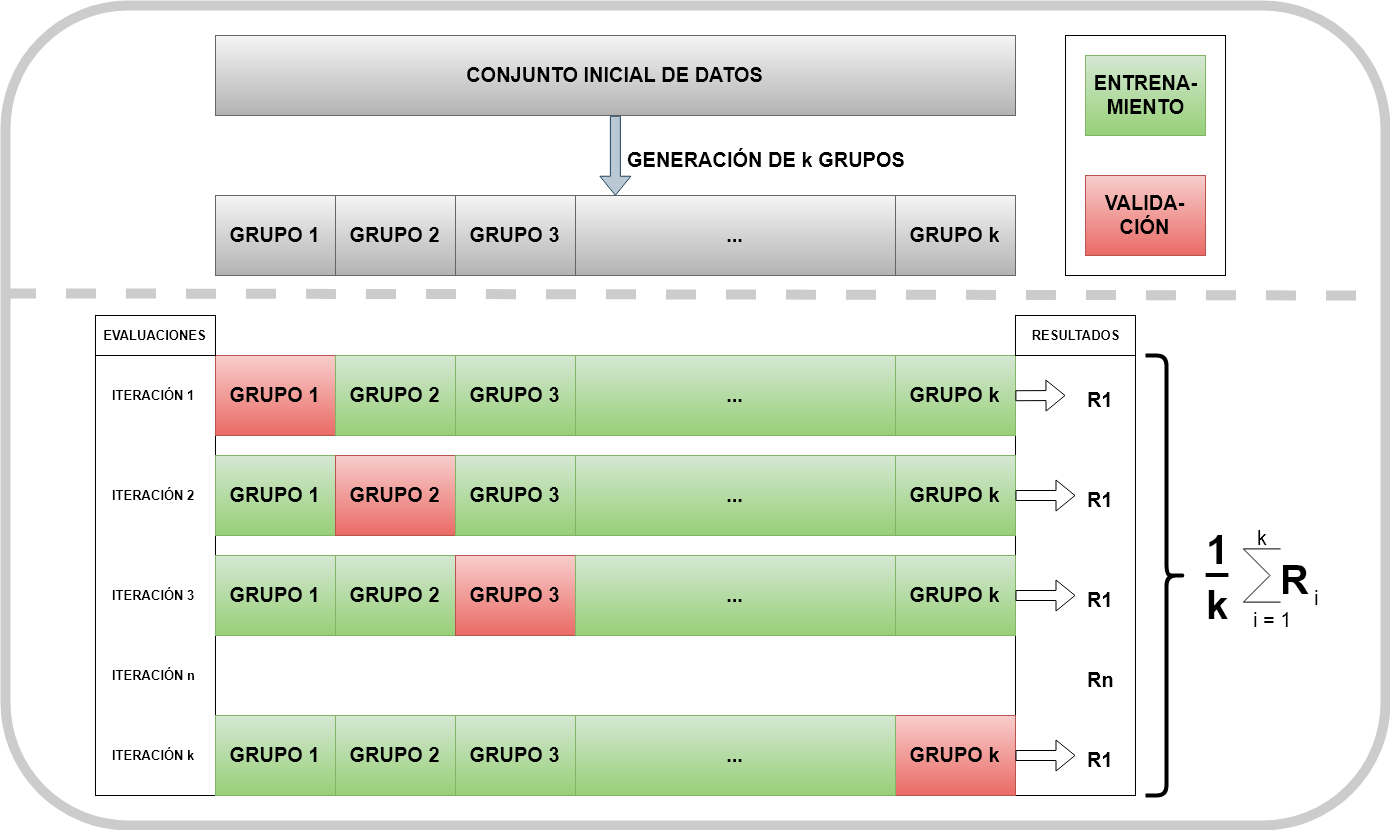 CONJUNTO INICIAL DE DATOS
ENTRENA-
MIENTO
GENERACIÓN DE k GRUPOS
VALIDA-
CIÓN
GRUPO 1 GRUPO 2 GRUPO 3 ... GRUPO k
EVALUACIONES RESULTADOS
ITERACIÓN 1 GRUPO 1 GRUPO 2 GRUPO 3 ... GRUPO k R1
ITERACIÓN 2 GRUPO 1 GRUPO 2 GRUPO 3 ... GRUPO k R1
ITERACIÓN 3 GRUPO 1 GRUPO 2 GRUPO 3 ... GRUPO k R1
ITERACIÓN n Rn
ITERACIÓN k GRUPO 1 GRUPO 2 GRUPO 3 ... GRUPO k R1
k
1
∑ R i
k
i = 1